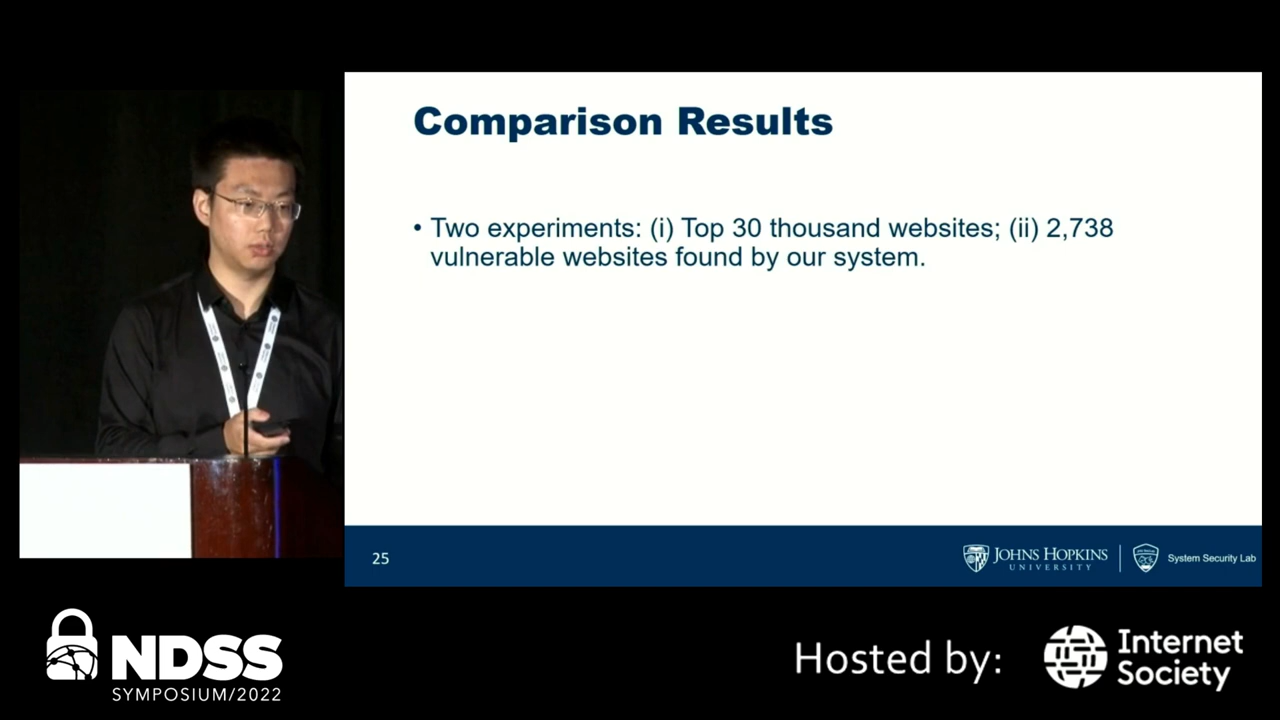 Comparison Results
• Two experiments: (i) Top 30 thousand websites; (ii) 2,738
vulnerable websites found by our system.
25
JOHNS HOPKINS
UNIVERSITY
System Security Lab
NDSS
SYMPOSIUM/2022
Hosted by:
Internet
Society